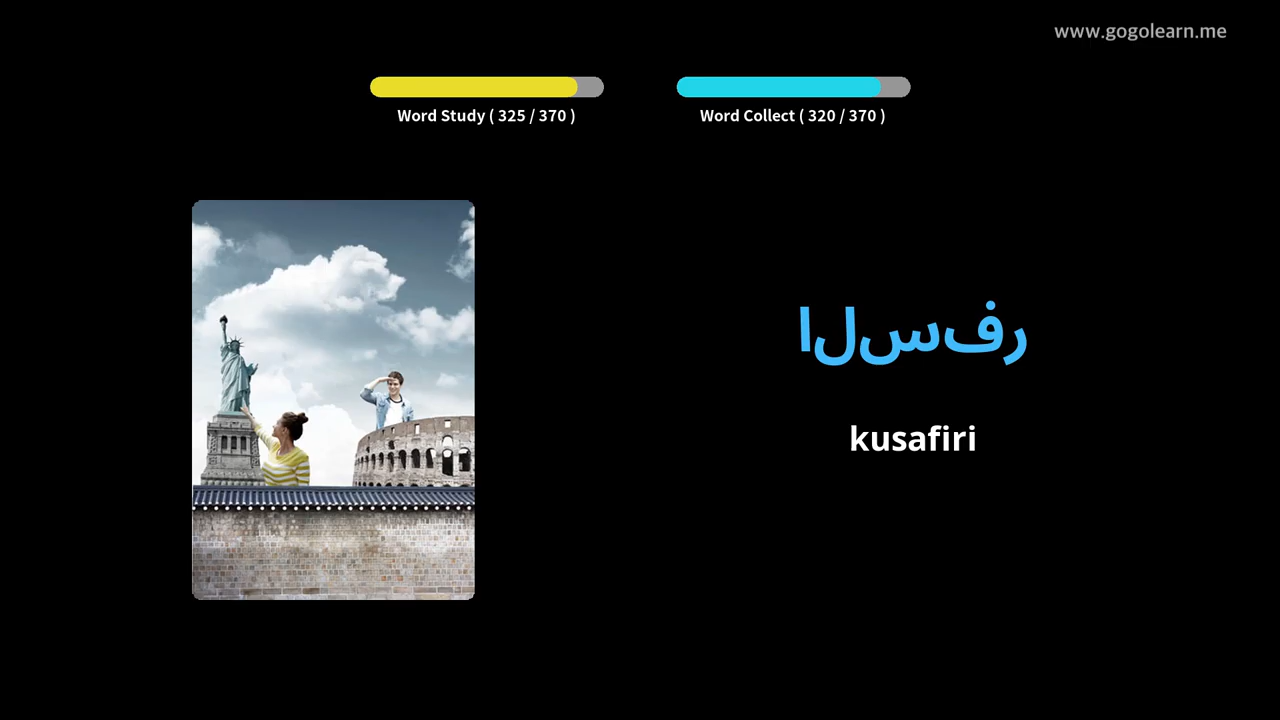 www.gogolearn.me
Word Study ( 325 / 370 )
Word Collect ( 320 / 370 )
السفر
kusafiri